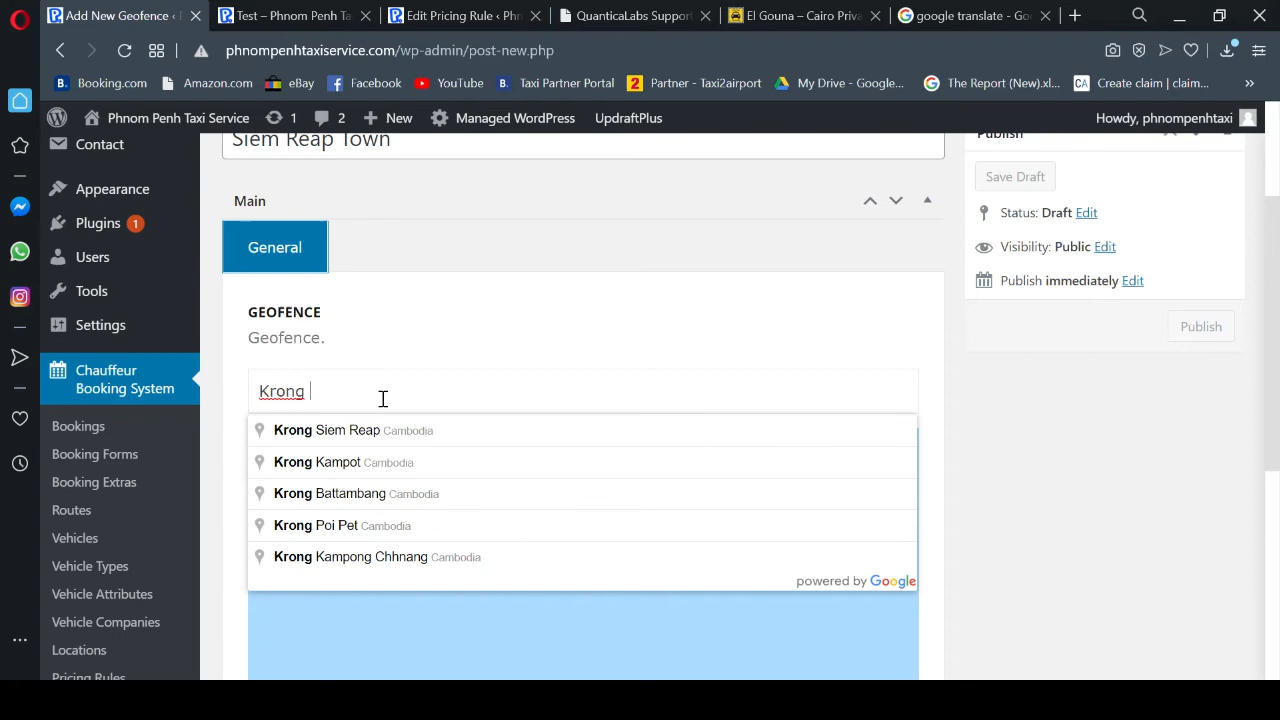 Add New Geofence ‹
Test – Phnom Penh Ta
Edit Pricing Rule ‹ Phn
QuanticaLabs Support
El Gouna – Cairo Priva
google translate - Go
phnompenhtaxiservice.com/wp-admin/post-new.php
B. Booking.com
Amazon.com
eBay
Facebook
YouTube
B. Taxi Partner Portal
2 Partner - Taxi2airport
My Drive - Google...
The Report (New).xl...
CA Create claim | claim...
»
Phnom Penh Taxi Service
1
2
New
Managed WordPress
UpdraftPlus
Howdy, phnompenhtaxi
Contact
Appearance
Plugins 1
Users
Tools
Settings
Chauffeur
Booking System
Bookings
Booking Forms
Booking Extras
Routes
Vehicles
Vehicle Types
Vehicle Attributes
Vehicle Companies
Locations
Pricing Rules
Siem Reap Town
Main
General
GEOFENCE
Geofence.
Krong
Krong Siem Reap Cambodia
Krong Kampot Cambodia
Krong Battambang Cambodia
Krong Poi Pet Cambodia
Krong Kampong Chhnang Cambodia
powered by Google
Publish
Save Draft
Status: Draft Edit
Visibility: Public Edit
Publish immediately Edit
Publish